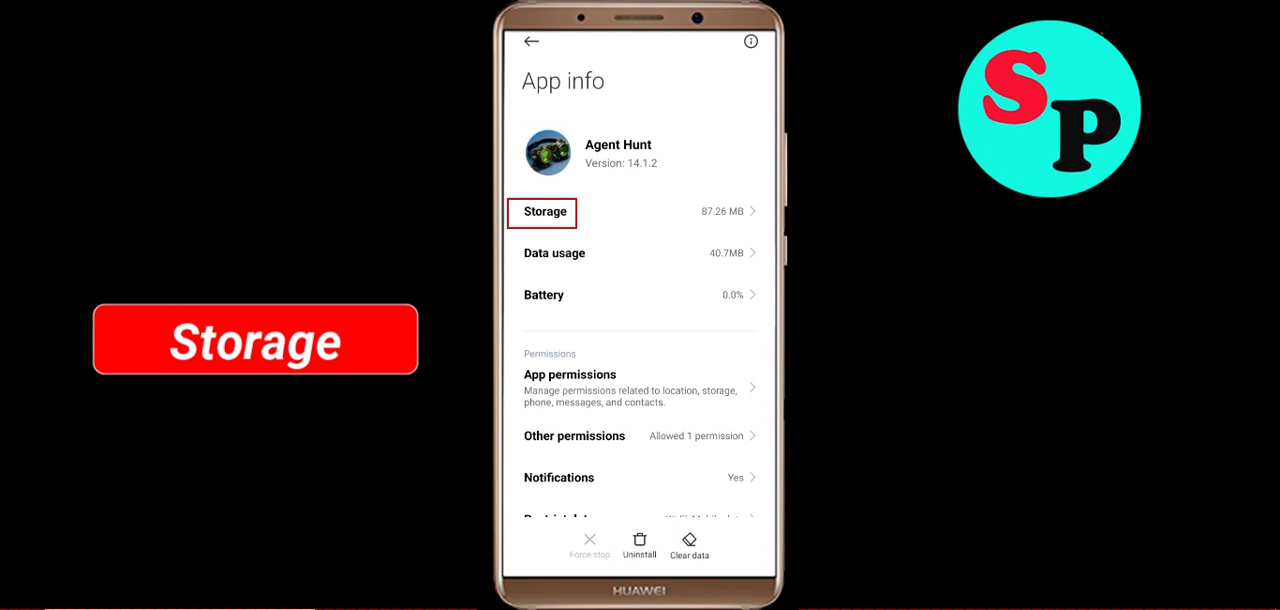 App info
Agent Hunt
Version: 14.1.2
Storage 87.26 MB
Data usage 40.7MB
Battery 0.0%
Permissions
App permissions
Manage permissions related to location, storage,
phone, messages, and contacts.
Other permissions Allowed 1 permission
Notifications Yes
Force stop Uninstall Clear data
HUAWEI
Storage
SP